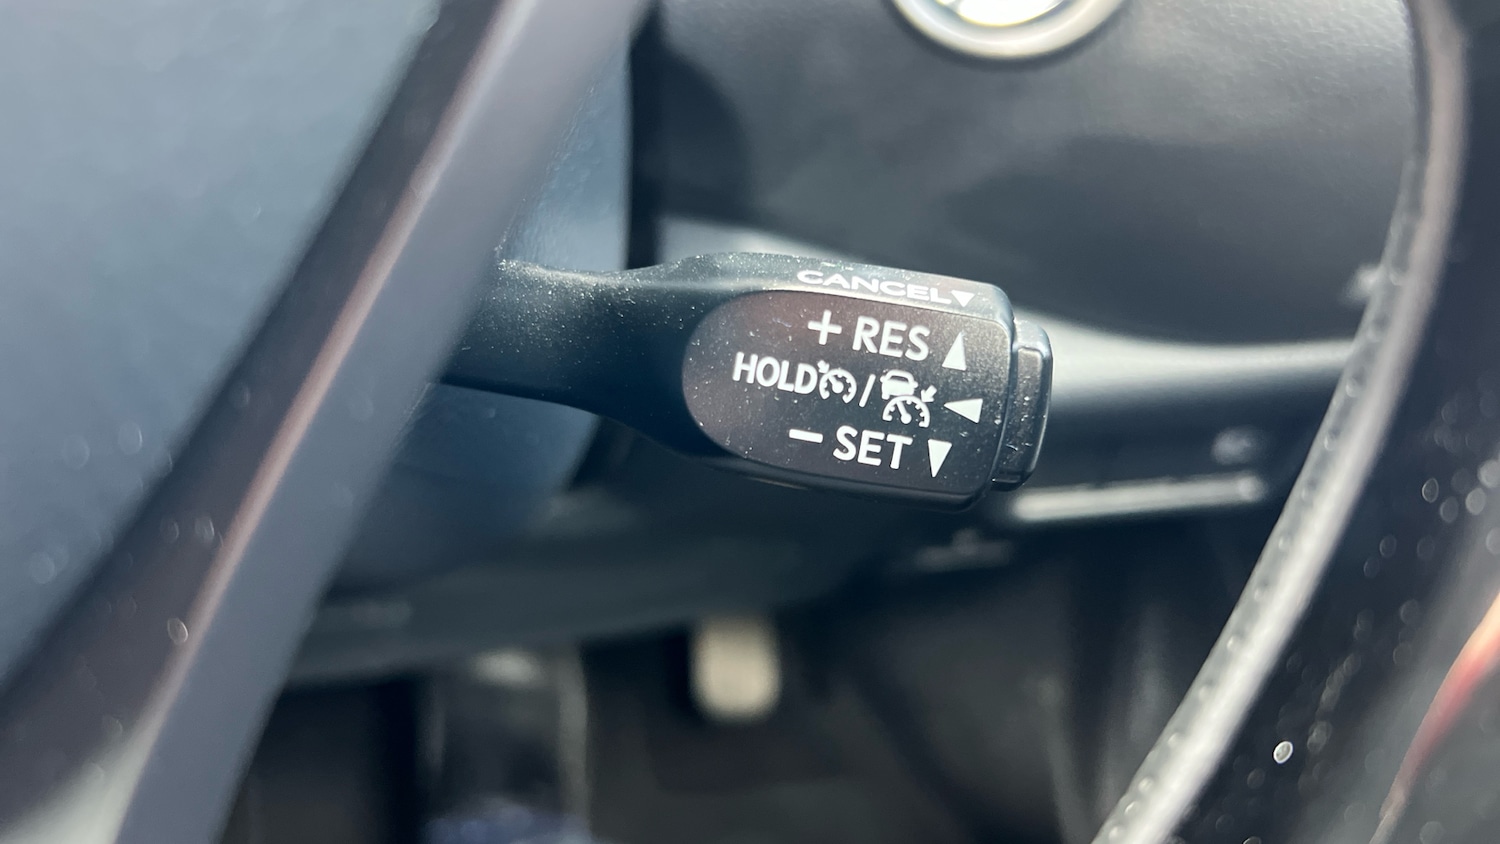 CANCEL▼
+ RES ▲
HOLD / ◀
− SET ▼